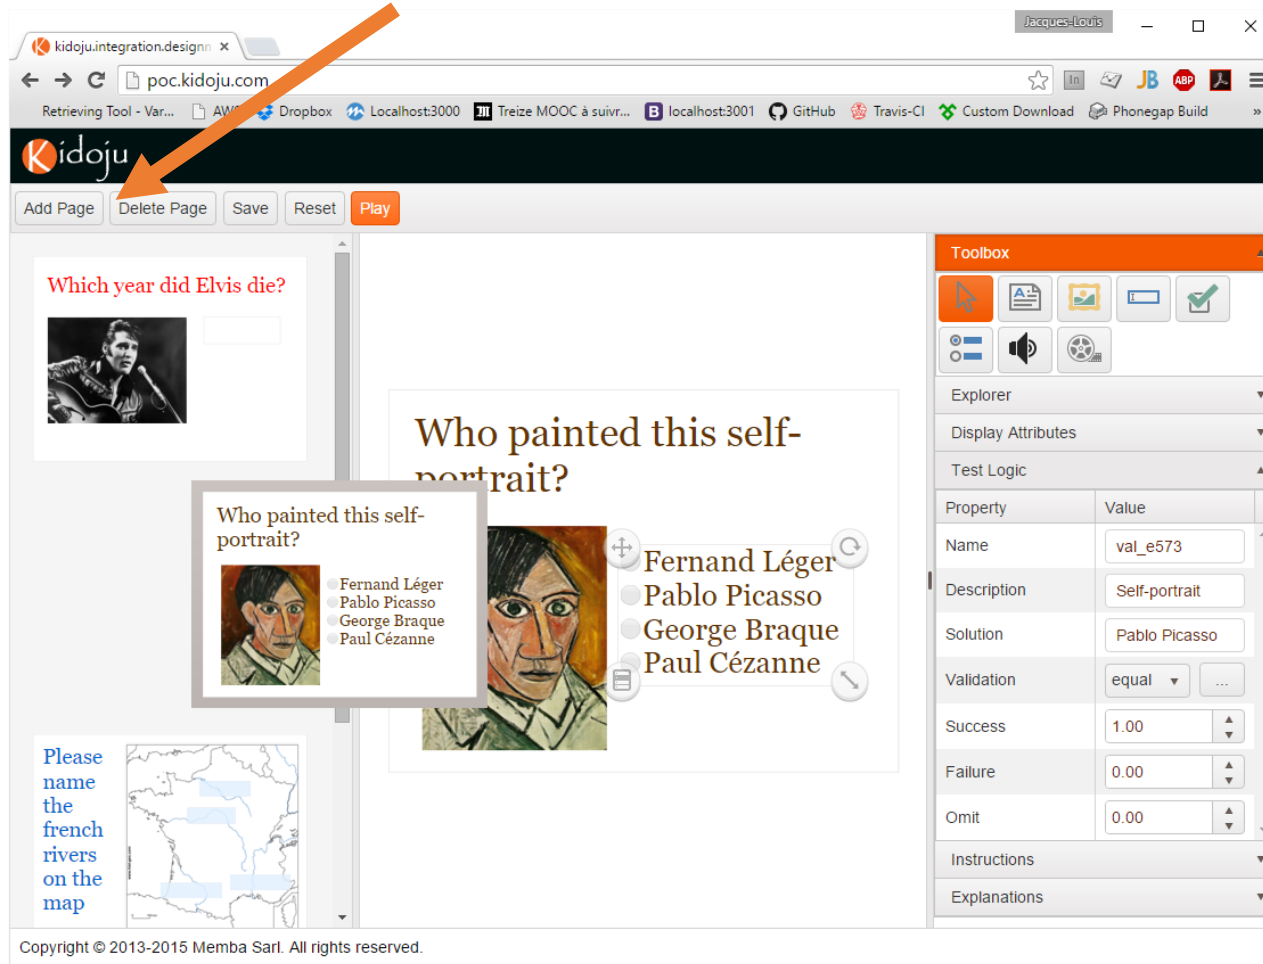 Jacques-Louis
kidoju.integration.design
poc.kidoju.com
Retrieving Tool - Var... AW Dropbox Localhost:3000 Treize MOOC à suivr... localhost:3001 GitHub Travis-CI Custom Download Phonegap Build »
Kidoju
Add Page Delete Page Save Reset Play
Which year did Elvis die?
Who painted this self-
portrait?
Fernand Léger
Pablo Picasso
George Braque
Paul Cézanne
Please
name
the
french
rivers
on the
map
Who painted this self-
portrait?
Fernand Léger
Pablo Picasso
George Braque
Paul Cézanne
Toolbox
Explorer
Display Attributes
Test Logic
Property Value
Name val_e573
Description Self-portrait
Solution Pablo Picasso
Validation equal ...
Success 1.00
Failure 0.00
Omit 0.00
Instructions
Explanations
Copyright © 2013-2015 Memba Sarl. All rights reserved.